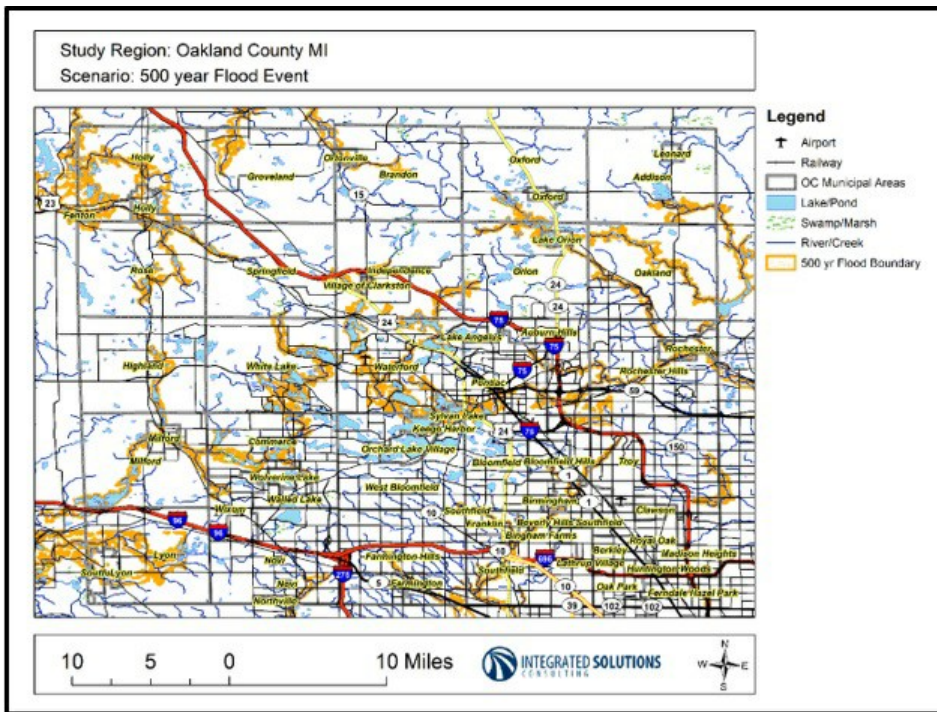 Study Region: Oakland County MI
Scenario: 500 year Flood Event
Legend
Airport
Railway
OC Municipal Areas
Lake/Pond
Swamp/Marsh
River/Creek
500 yr Flood Boundary
Holly
Groveland
Ortonville
Brandon
Oxford
Leonard
Addison
15
23
Fenton
Holly
Oxford
Lake Orion
Rose
Springfield
Independence
Village of Clarkston
Orion
Oakland
24
24
24
75
Lake Angelus
Auburn Hills
75
Rochester
Highland
White Lake
Waterford
75
Rochester Hills
Pontiac
59
Sylvan Lake
Keego Harbor
24
75
Milford
Commerce
Orchard Lake Village
150
Milford
Bloomfield
Bloomfield Hills
Troy
Wolverine Lake
1
Walled Lake
West Bloomfield
Birmingham
1
Wixom
10
Southfield
Clawson
96
Franklin
Beverly Hills
Southfield
96
Bingham Farms
Royal Oak
Lyon
Novi
Farmington Hills
10
696
Berkley
Madison Heights
Lathrup Village
Huntington Woods
South Lyon
275
Southfield
Novi
5
Farmington
10
Oak Park
Northville
39
102
102
Ferndale
Hazel Park
10
5
0
10 Miles
INTEGRATED SOLUTIONS
CONSULTING
N
W
E
S